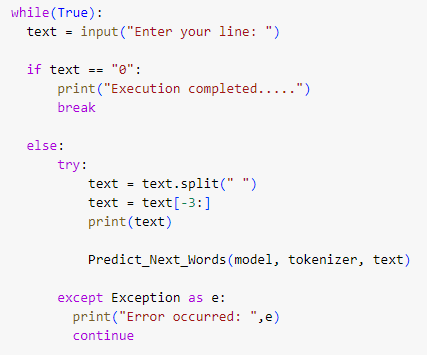 while(True):
  text = input("Enter your line: ")

  if text == "0":
      print("Execution completed.....")
      break

  else:
      try:
          text = text.split(" ")
          text = text[-3:]
          print(text)

          Predict_Next_Words(model, tokenizer, text)

      except Exception as e:
        print("Error occurred: ",e)
        continue